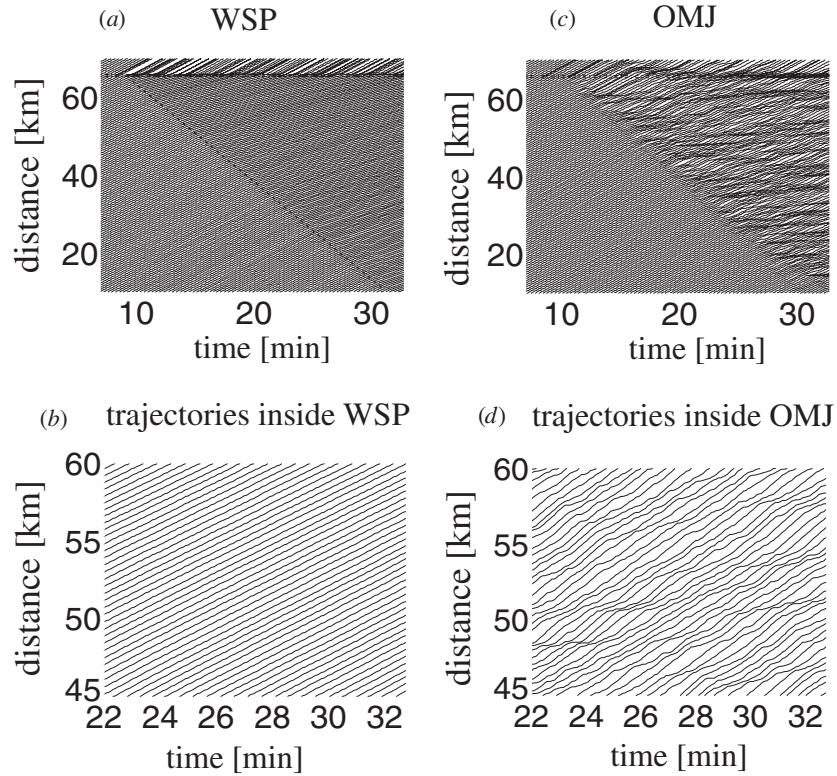 (a) WSP
distance [km]
60
40
20
10 20 30
time [min]
(c) OMJ
distance [km]
60
40
20
10 20 30
time [min]
(b) trajectories inside WSP
distance [km]
60
55
50
45
22 24 26 28 30 32
time [min]
(d) trajectories inside OMJ
distance [km]
60
55
50
45
22 24 26 28 30 32
time [min]